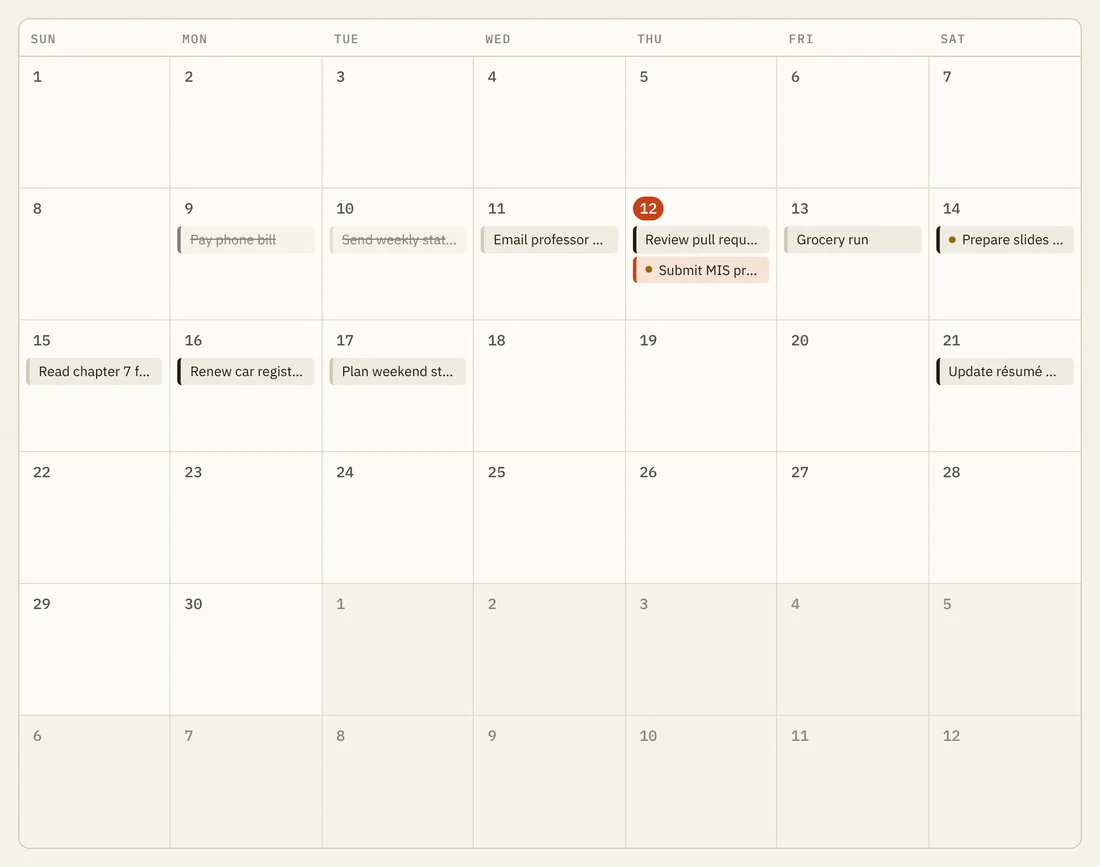 SUN MON TUE WED THU FRI SAT
1 2 3 4 5 6 7
8 9 10 11 12 13 14
Pay phone bill
Send weekly stat...
Email professor ...
Review pull requ...
Submit MIS pr...
Grocery run
Prepare slides ...
15 16 17 18 19 20 21
Read chapter 7 f...
Renew car regist...
Plan weekend st...
Update résumé ...
22 23 24 25 26 27 28
29 30 1 2 3 4 5
6 7 8 9 10 11 12